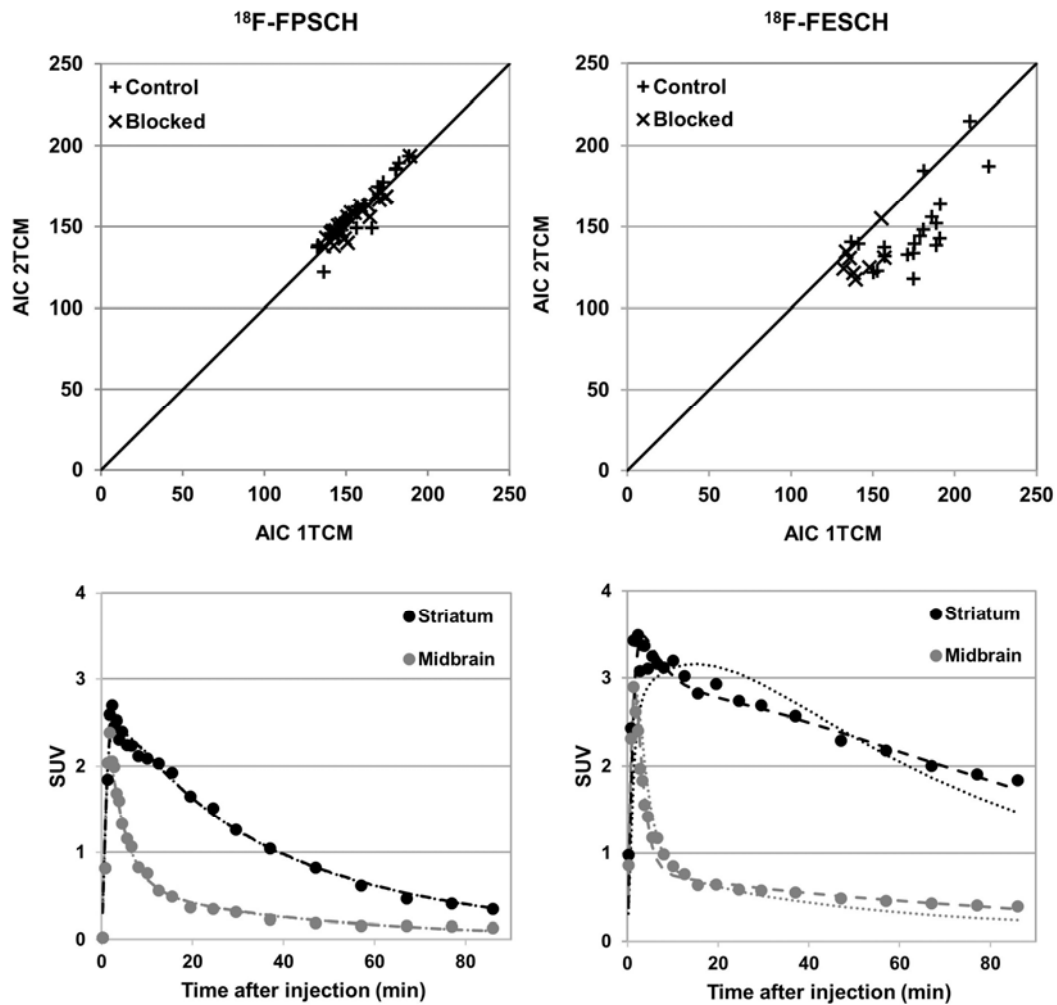 ¹⁸F-FPSCH
250
200
150
100
50
0
AIC 2TCM
+ Control
× Blocked
0 50 100 150 200 250
AIC 1TCM
¹⁸F-FESCH
250
200
150
100
50
0
AIC 2TCM
+ Control
× Blocked
0 50 100 150 200 250
AIC 1TCM
4
3
2
1
0
SUV
Striatum
Midbrain
0 20 40 60 80
Time after injection (min)
4
3
2
1
0
SUV
Striatum
Midbrain
0 20 40 60 80
Time after injection (min)